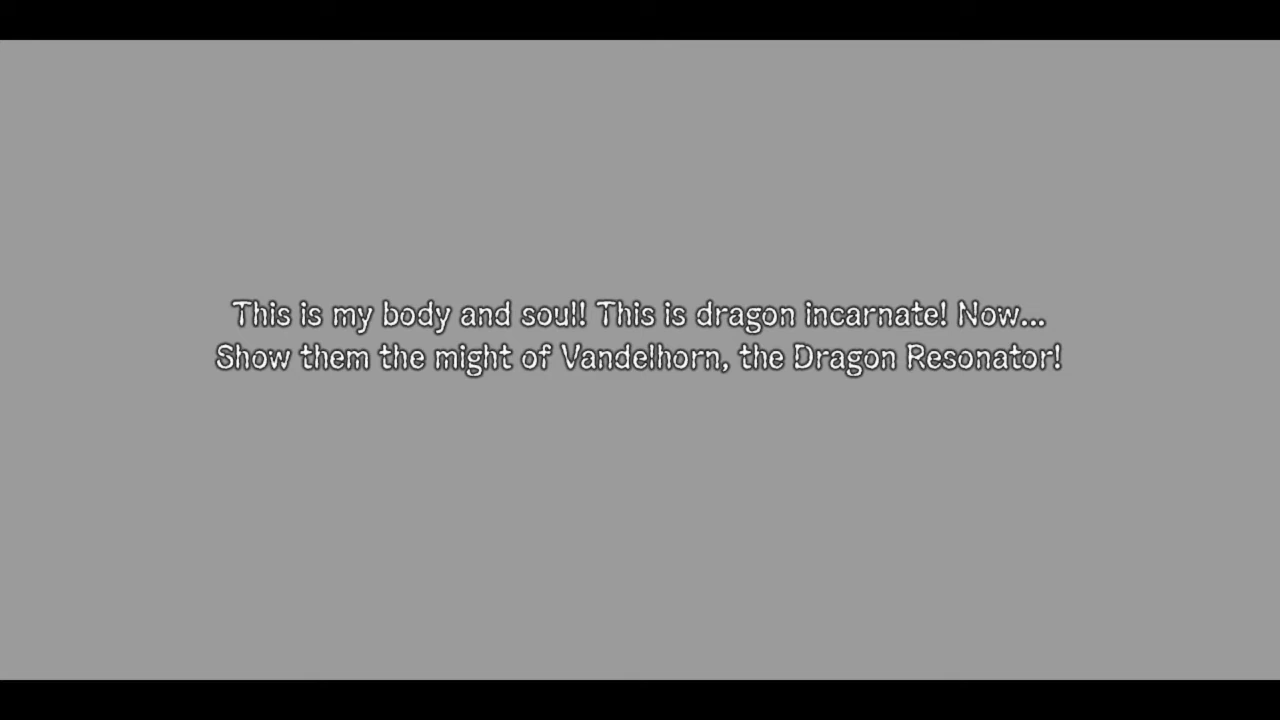 This is my body and soul! This is dragon incarnate! Now...
Show them the might of Vandelhorn, the Dragon Resonator!